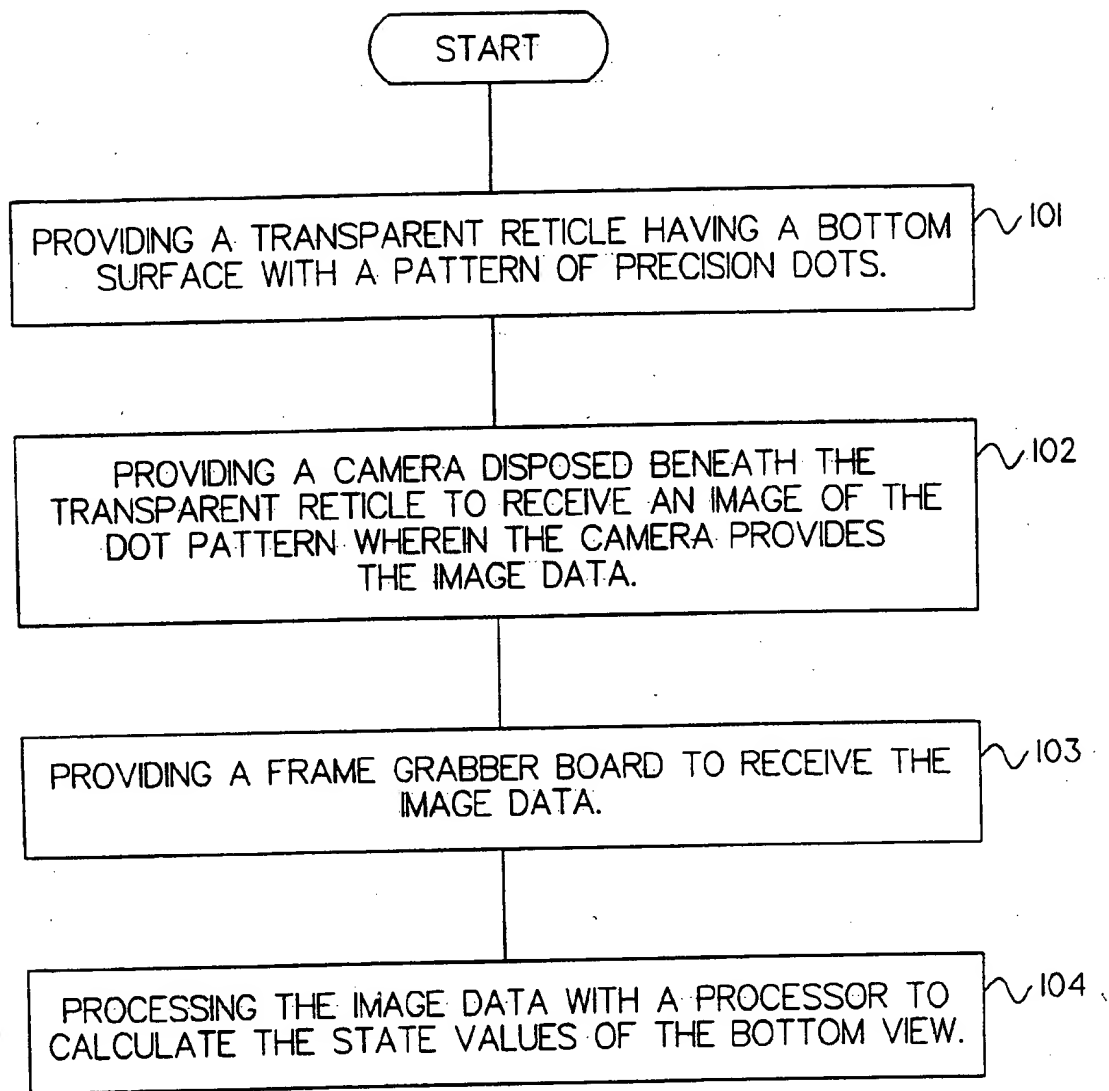 START
PROVIDING A TRANSPARENT RETICLE HAVING A BOTTOM
SURFACE WITH A PATTERN OF PRECISION DOTS.
101
PROVIDING A CAMERA DISPOSED BENEATH THE
TRANSPARENT RETICLE TO RECEIVE AN IMAGE OF THE
DOT PATTERN WHEREIN THE CAMERA PROVIDES
THE IMAGE DATA.
102
PROVIDING A FRAME GRABBER BOARD TO RECEIVE THE
IMAGE DATA.
103
PROCESSING THE IMAGE DATA WITH A PROCESSOR TO
CALCULATE THE STATE VALUES OF THE BOTTOM VIEW.
104